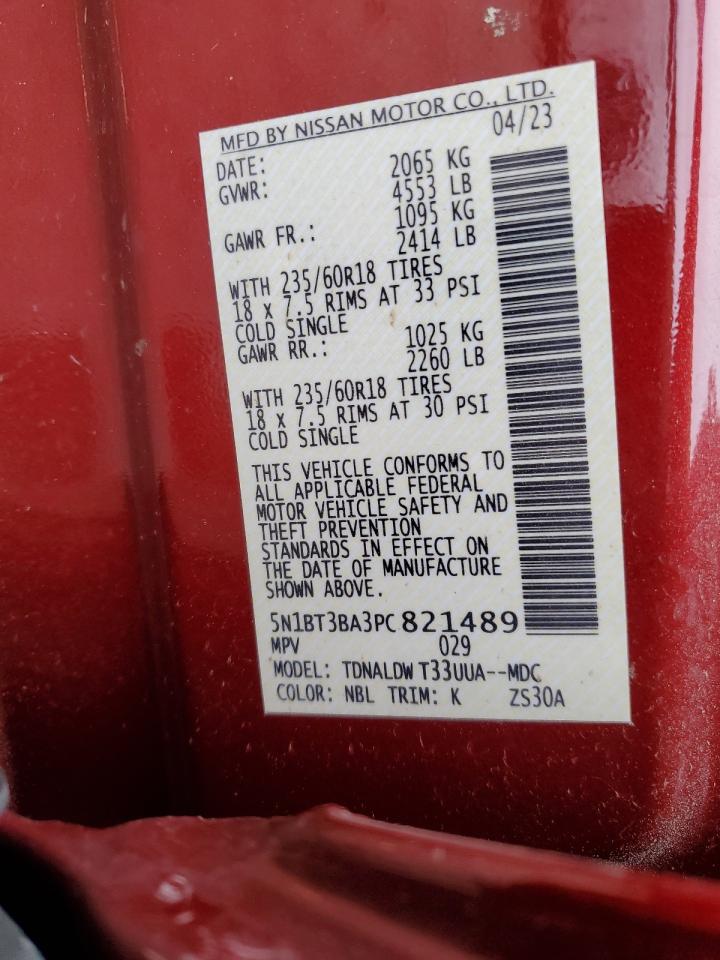 MFD BY NISSAN MOTOR CO., LTD.
DATE: 04/23
GVWR: 2065 KG
4553 LB
GAWR FR.: 1095 KG
2414 LB
WITH 235/60R18 TIRES
18 x 7.5 RIMS AT 33 PSI
COLD SINGLE
GAWR RR.: 1025 KG
2260 LB
WITH 235/60R18 TIRES
18 x 7.5 RIMS AT 30 PSI
COLD SINGLE
THIS VEHICLE CONFORMS TO
ALL APPLICABLE FEDERAL
MOTOR VEHICLE SAFETY AND
THEFT PREVENTION
STANDARDS IN EFFECT ON
THE DATE OF MANUFACTURE
SHOWN ABOVE.
5N1BT3BA3PC821489
MPV 029
MODEL: TDNALDW T33UUA--MDC
COLOR: NBL TRIM: K ZS30A